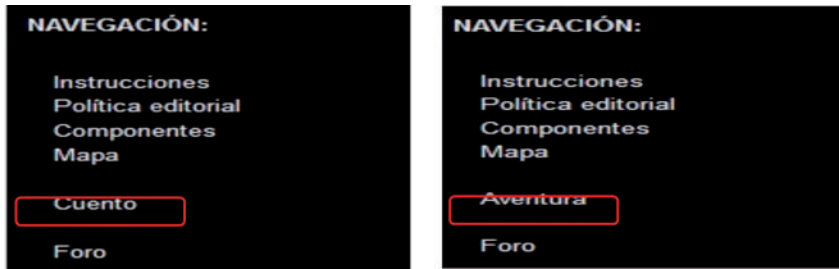 NAVEGACIÓN:
Instrucciones
Política editorial
Componentes
Mapa
Cuento
Foro
NAVEGACIÓN:
Instrucciones
Política editorial
Componentes
Mapa
Aventura
Foro